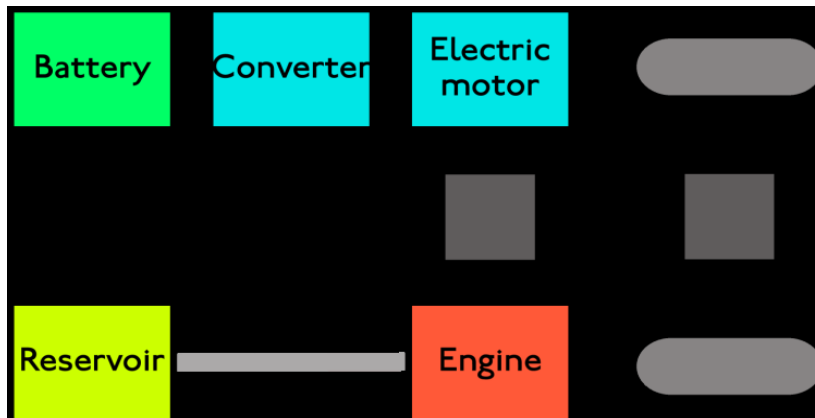 Battery
Converter
Electric
motor
Reservoir
Engine